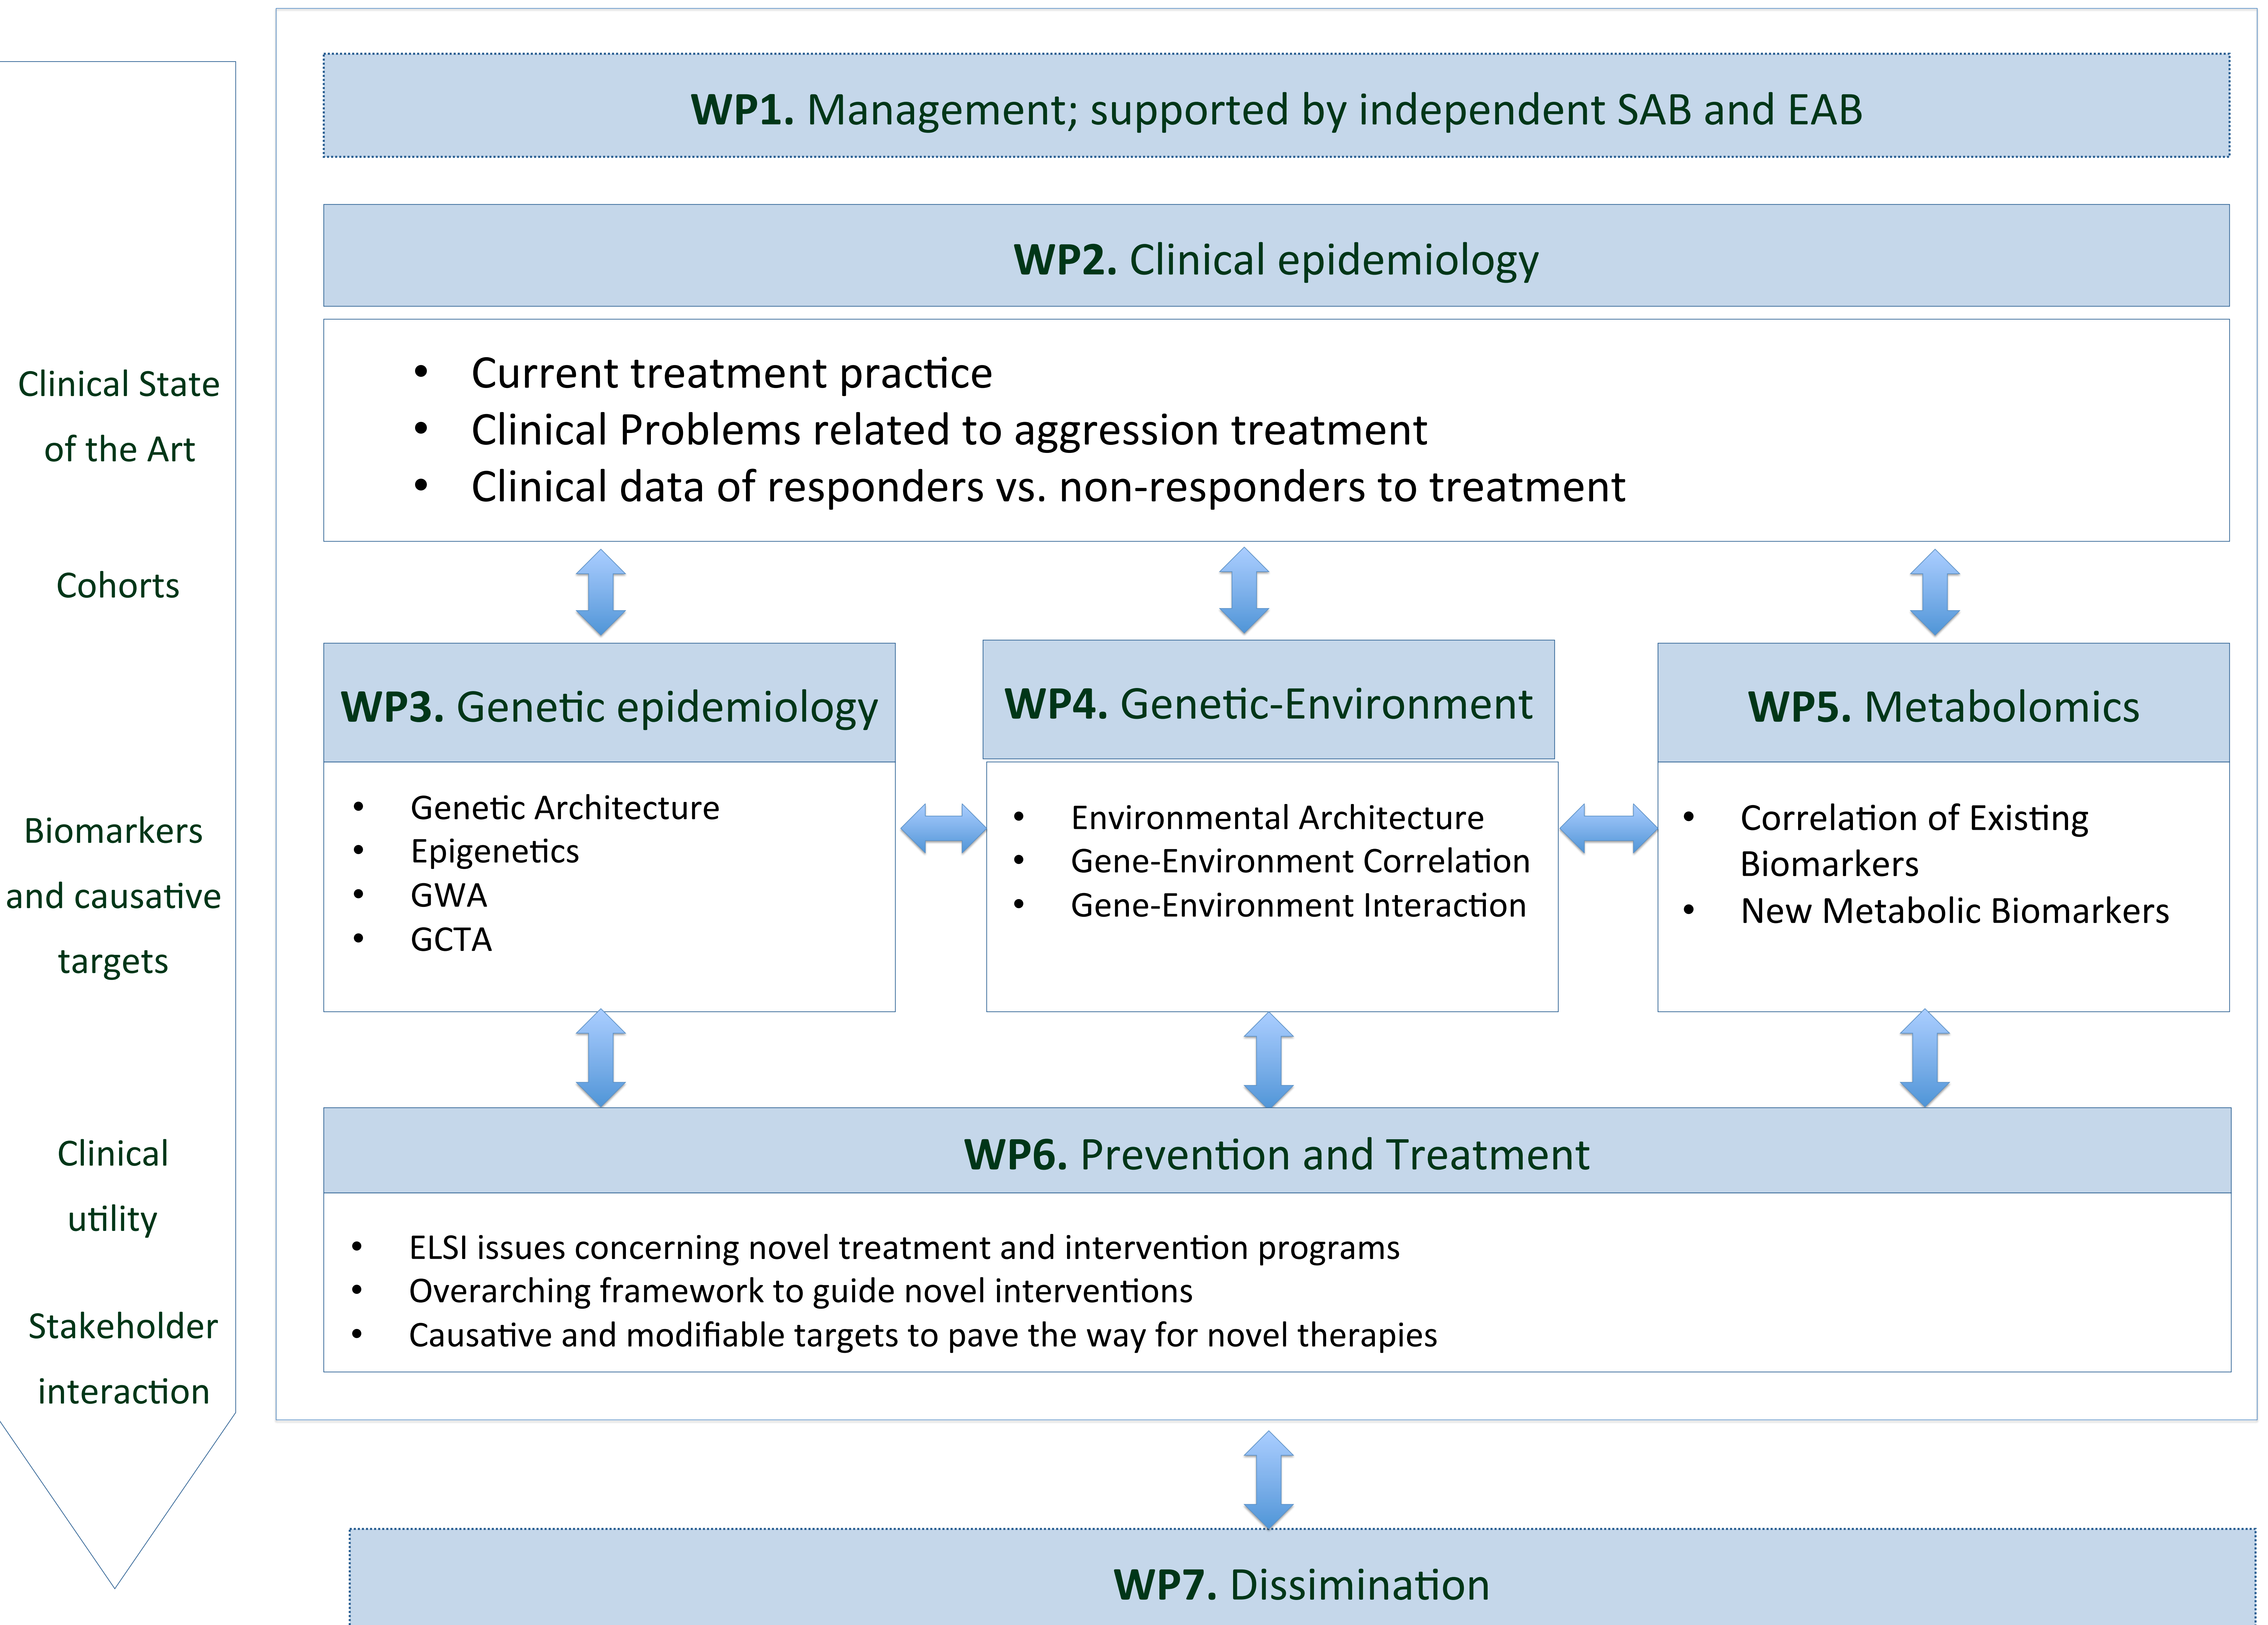 WP1. Management; supported by independent SAB and EAB
WP2. Clinical epidemiology
• Current treatment practice
• Clinical Problems related to aggression treatment
• Clinical data of responders vs. non-responders to treatment
Clinical State
of the Art
Cohorts
Biomarkers
and causative
targets
Clinical
utility
Stakeholder
interaction
WP3. Genetic epidemiology
• Genetic Architecture
• Epigenetics
• GWA
• GCTA
WP4. Genetic-Environment
• Environmental Architecture
• Gene-Environment Correlation
• Gene-Environment Interaction
WP5. Metabolomics
• Correlation of Existing
Biomarkers
• New Metabolic Biomarkers
WP6. Prevention and Treatment
• ELSI issues concerning novel treatment and intervention programs
• Overarching framework to guide novel interventions
• Causative and modifiable targets to pave the way for novel therapies
WP7. Dissimination